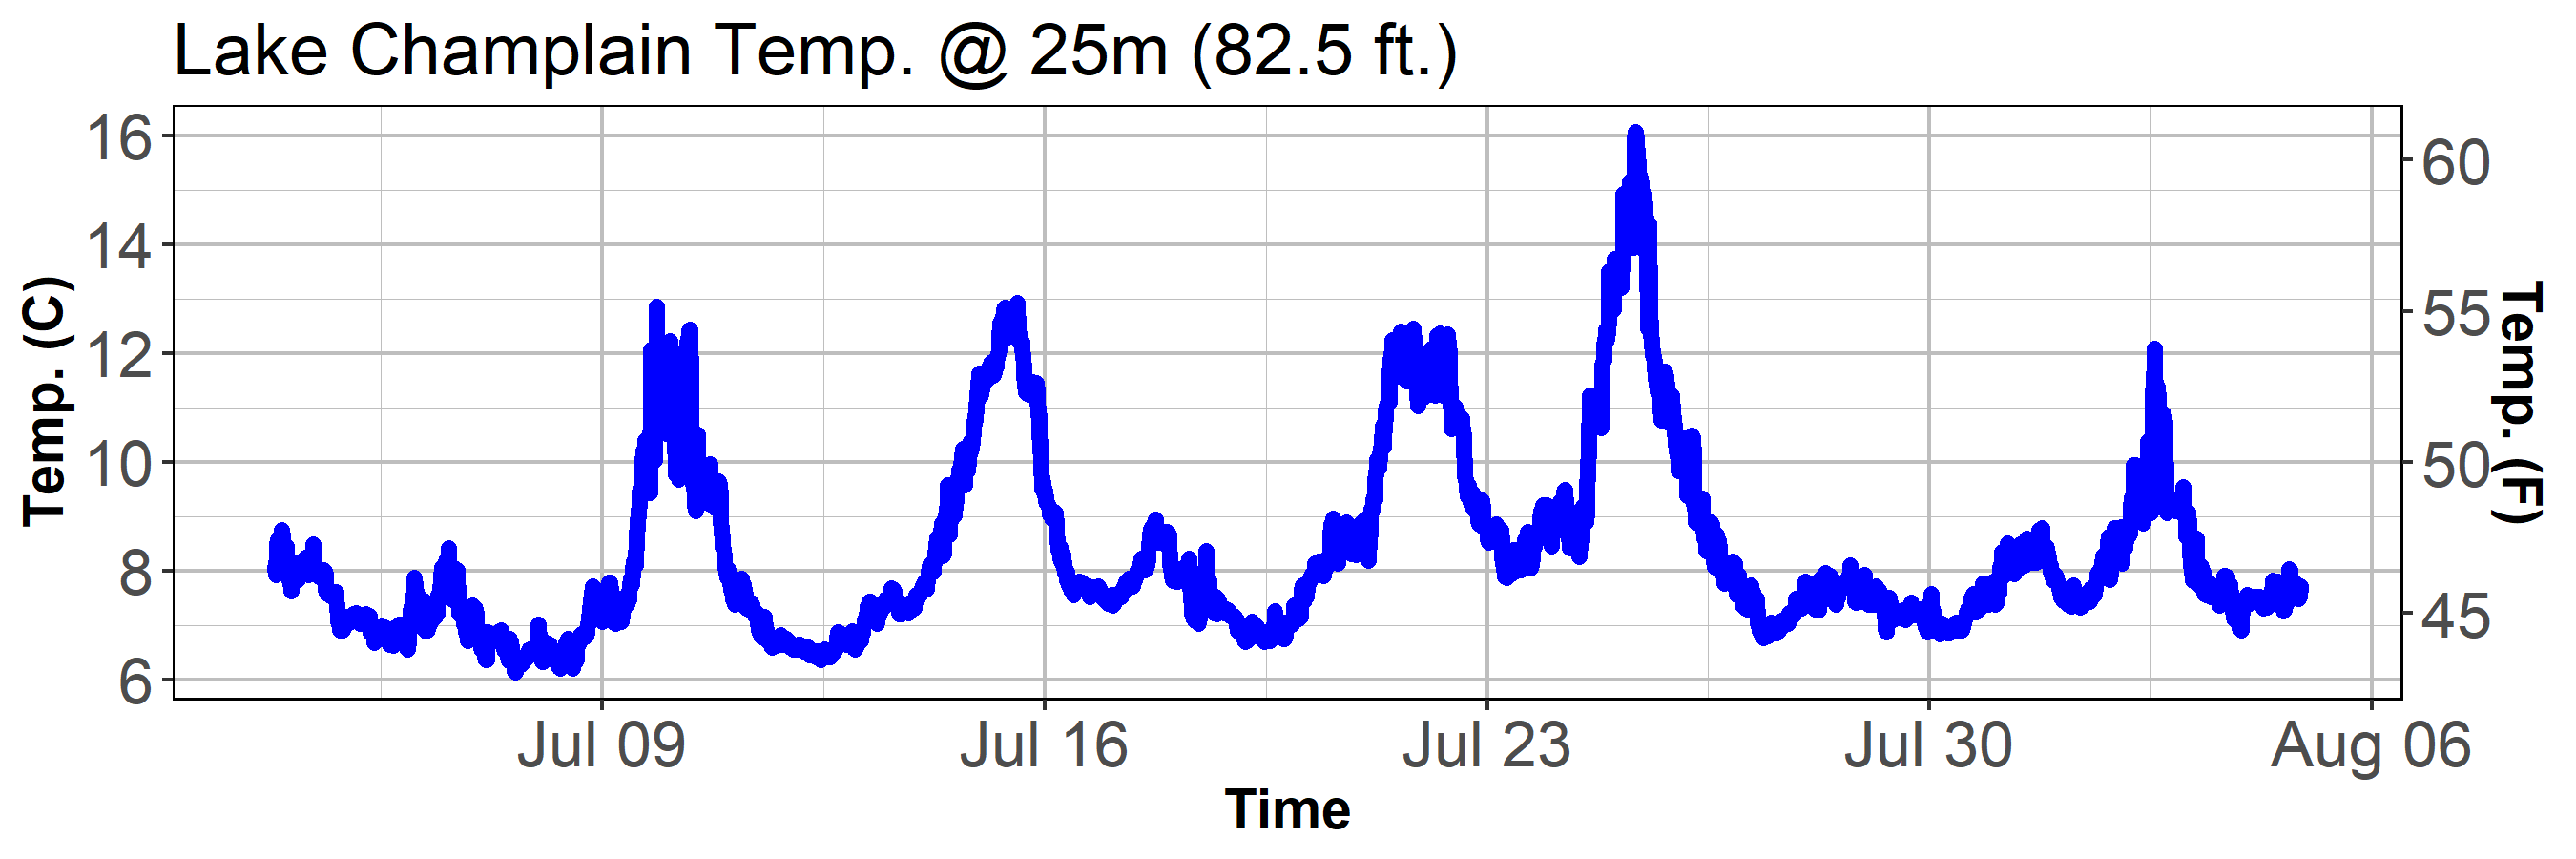 Lake Champlain Temp. @ 25m (82.5 ft.)
Temp. (C)
16
14
12
10
8
6
60
55
50
45
Temp. (F)
Jul 09 Jul 16 Jul 23 Jul 30 Aug 06
Time